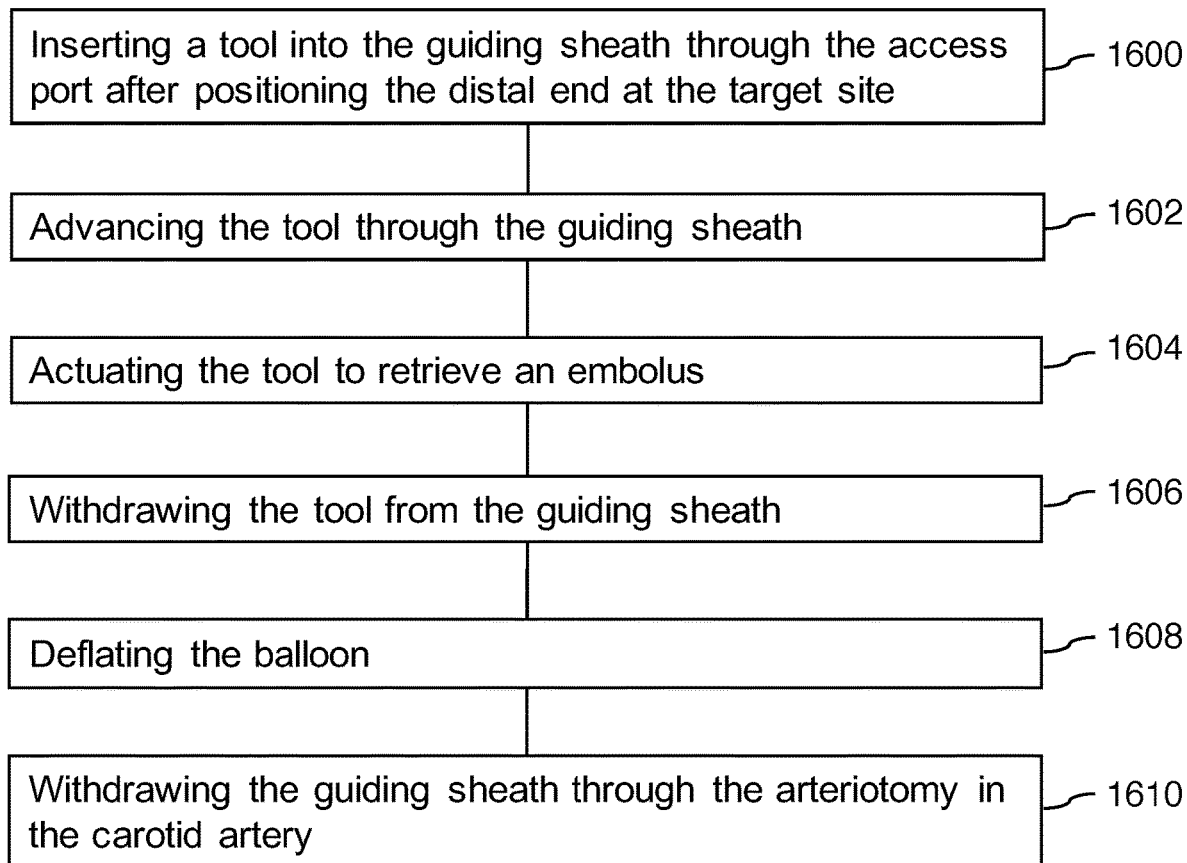 Inserting a tool into the guiding sheath through the access
port after positioning the distal end at the target site
1600
Advancing the tool through the guiding sheath
1602
Actuating the tool to retrieve an embolus
1604
Withdrawing the tool from the guiding sheath
1606
Deflating the balloon
1608
Withdrawing the guiding sheath through the arteriotomy in
the carotid artery
1610